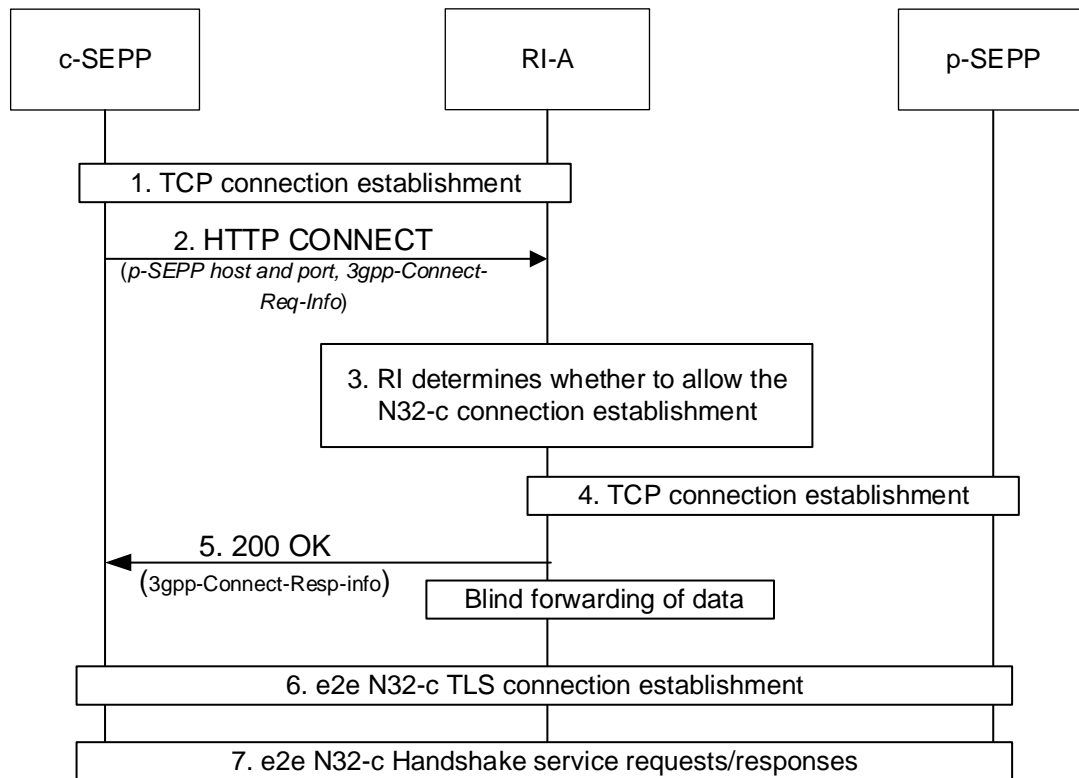 c-SEPP
RI-A
p-SEPP
1. TCP connection establishment
2. HTTP CONNECT
(p-SEPP host and port, 3gpp-Connect-
Req-Info)
3. RI determines whether to allow the
N32-c connection establishment
4. TCP connection establishment
5. 200 OK
(3gpp-Connect-Resp-info)
Blind forwarding of data
6. e2e N32-c TLS connection establishment
7. e2e N32-c Handshake service requests/responses